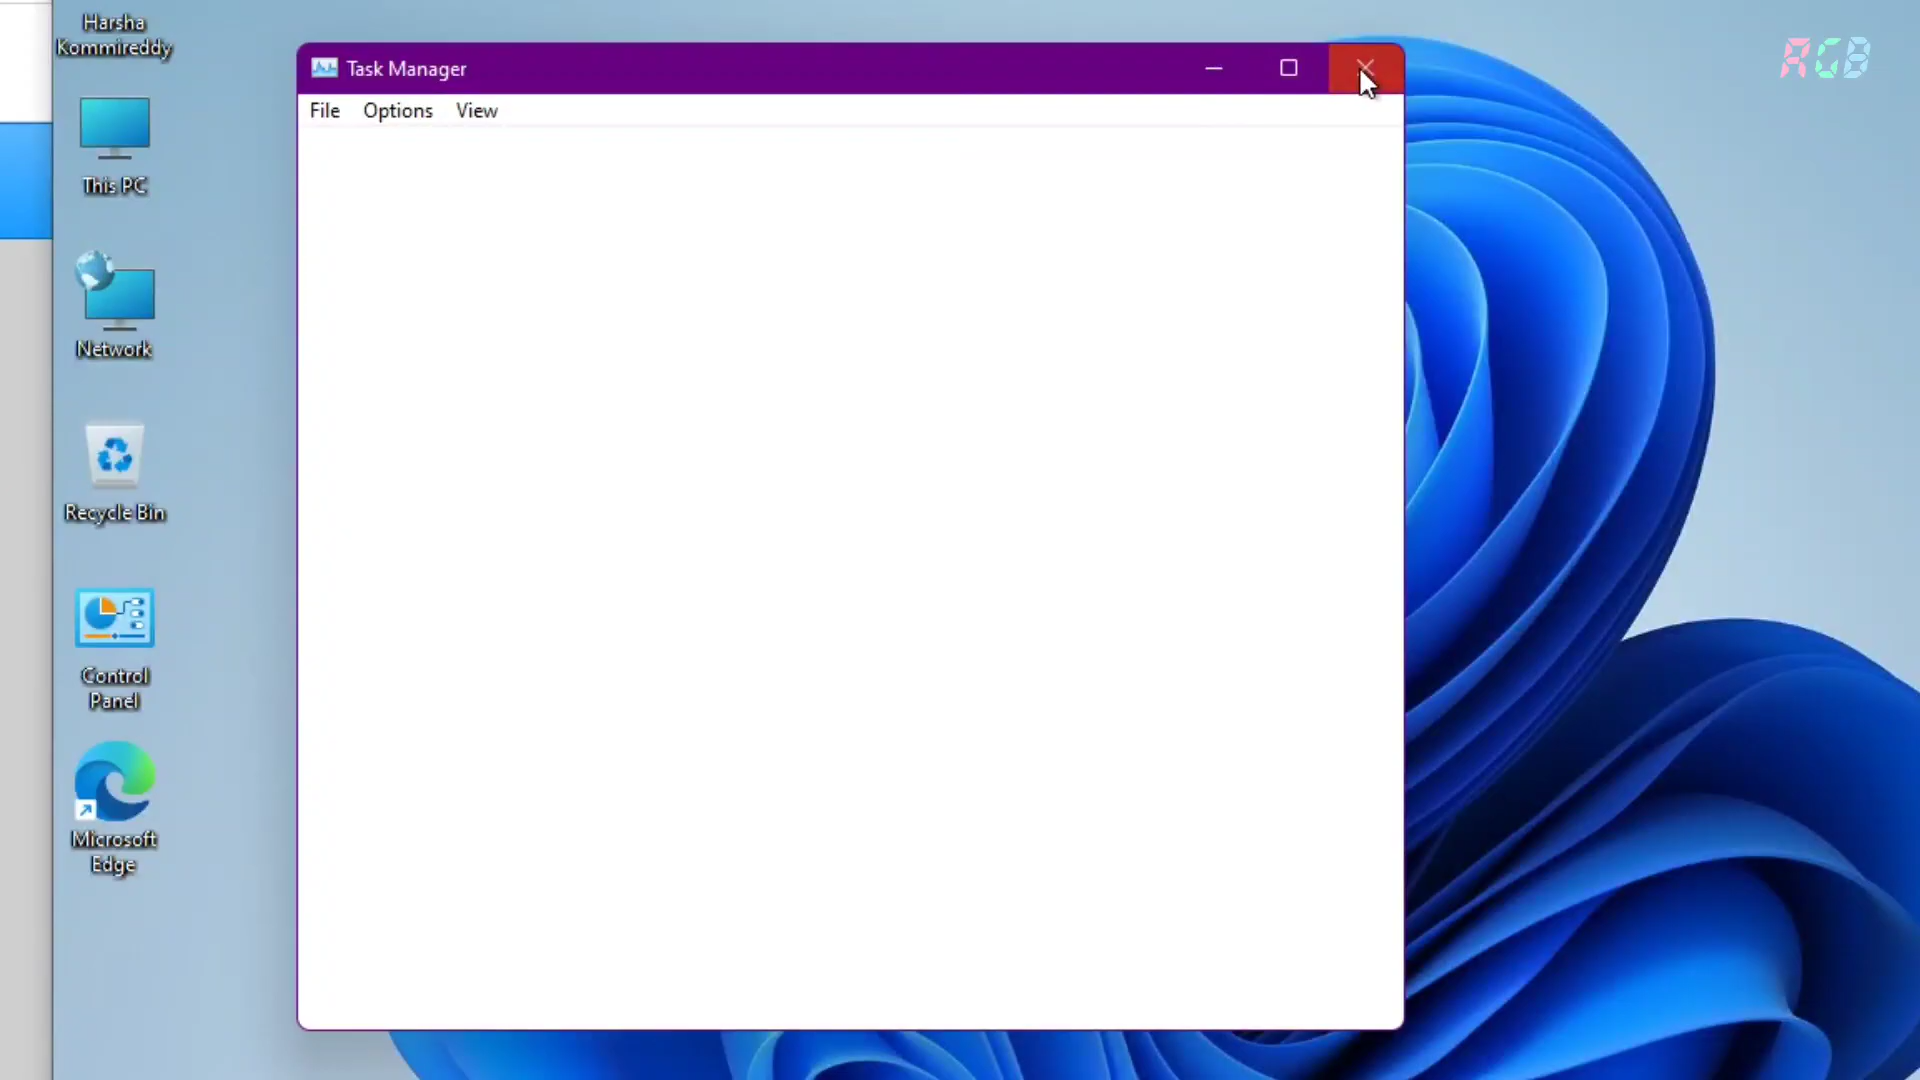 Harsha
Kommireddy
This PC
Network
Recycle Bin
Control
Panel
Microsoft
Edge
Task Manager
File Options View
RGB